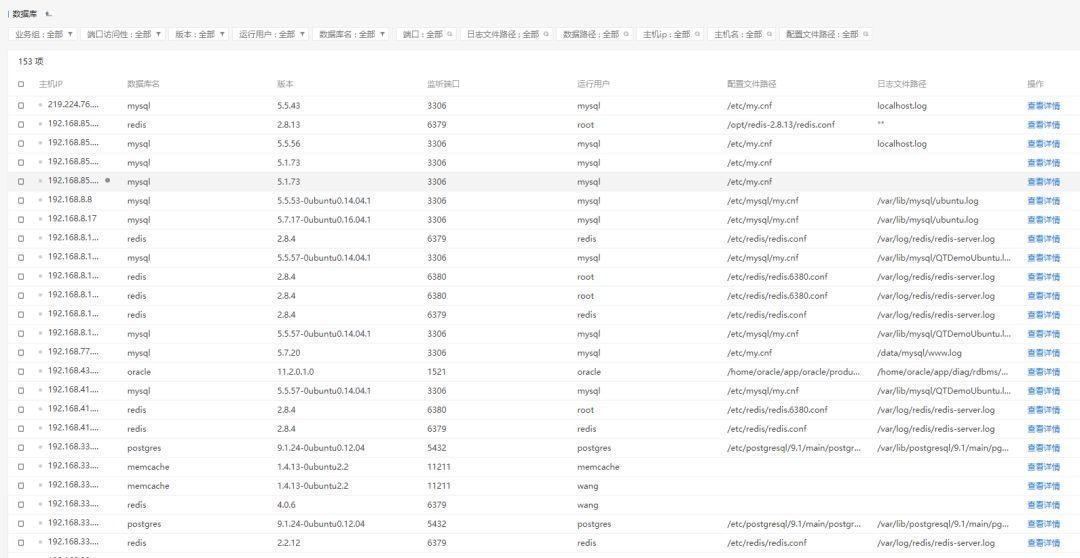 数据库
业务组：全部 端口访问性：全部 版本：全部 运行用户：全部 数据库名：全部 端口：全部 日志文件路径：全部 数据路径：全部 主机ip：全部 主机名：全部 配置文件路径：全部
153 项
主机IP 数据库名 版本 监听端口 运行用户 配置文件路径 日志文件路径 操作
219.224.76.... mysql 5.5.43 3306 mysql /etc/my.cnf localhost.log 查看详情
192.168.85.... redis 2.8.13 6379 root /opt/redis-2.8.13/redis.conf "" 查看详情
192.168.85.... mysql 5.5.56 3306 mysql /etc/my.cnf localhost.log 查看详情
192.168.85.... mysql 5.1.73 3306 mysql /etc/my.cnf 查看详情
192.168.85.... mysql 5.1.73 3306 mysql /etc/my.cnf 查看详情
192.168.8.8 mysql 5.5.53-0ubuntu0.14.04.1 3306 mysql /etc/mysql/my.cnf /var/lib/mysql/ubuntu.log 查看详情
192.168.8.17 mysql 5.7.17-0ubuntu0.16.04.1 3306 mysql /etc/mysql/my.cnf /var/lib/mysql/ubuntu.log 查看详情
192.168.8.1... redis 2.8.4 6379 redis /etc/redis/redis.conf /var/log/redis/redis-server.log 查看详情
192.168.8.1... mysql 5.5.57-0ubuntu0.14.04.1 3306 mysql /etc/mysql/my.cnf /var/lib/mysql/QTDemoUbuntu.l... 查看详情
192.168.8.1... redis 2.8.4 6380 root /etc/redis/redis.6380.conf /var/log/redis/redis-server.log 查看详情
192.168.8.1... redis 2.8.4 6380 root /etc/redis/redis.6380.conf /var/log/redis/redis-server.log 查看详情
192.168.8.1... redis 2.8.4 6379 redis /etc/redis/redis.conf /var/log/redis/redis-server.log 查看详情
192.168.8.1... mysql 5.5.57-0ubuntu0.14.04.1 3306 mysql /etc/mysql/my.cnf /var/lib/mysql/QTDemoUbuntu.l... 查看详情
192.168.77.... mysql 5.7.20 3306 mysql /etc/my.cnf /data/mysql/www.log 查看详情
192.168.43.... oracle 11.2.0.1.0 1521 oracle /home/oracle/app/oracle/produ... /home/oracle/app/diag/rdbms/... 查看详情
192.168.41.... mysql 5.5.57-0ubuntu0.14.04.1 3306 mysql /etc/mysql/my.cnf /var/lib/mysql/QTDemoUbuntu.l... 查看详情
192.168.41.... redis 2.8.4 6380 root /etc/redis/redis.6380.conf /var/log/redis/redis-server.log 查看详情
192.168.41.... redis 2.8.4 6379 redis /etc/redis/redis.conf /var/log/redis/redis-server.log 查看详情
192.168.33.... postgres 9.1.24-0ubuntu0.12.04 5432 postgres /etc/postgresql/9.1/main/postgr... /var/lib/postgresql/9.1/main/pg... 查看详情
192.168.33.... memcache 1.4.13-0ubuntu2.2 11211 memcache 查看详情
192.168.33.... memcache 1.4.13-0ubuntu2.2 11211 wang 查看详情
192.168.33.... redis 4.0.6 6379 wang 查看详情
192.168.33.... postgres 9.1.24-0ubuntu0.12.04 5432 postgres /etc/postgresql/9.1/main/postgr... /var/lib/postgresql/9.1/main/pg... 查看详情
192.168.33.... redis 2.2.12 6379 redis /etc/redis/redis.conf /var/log/redis/redis-server.log 查看详情